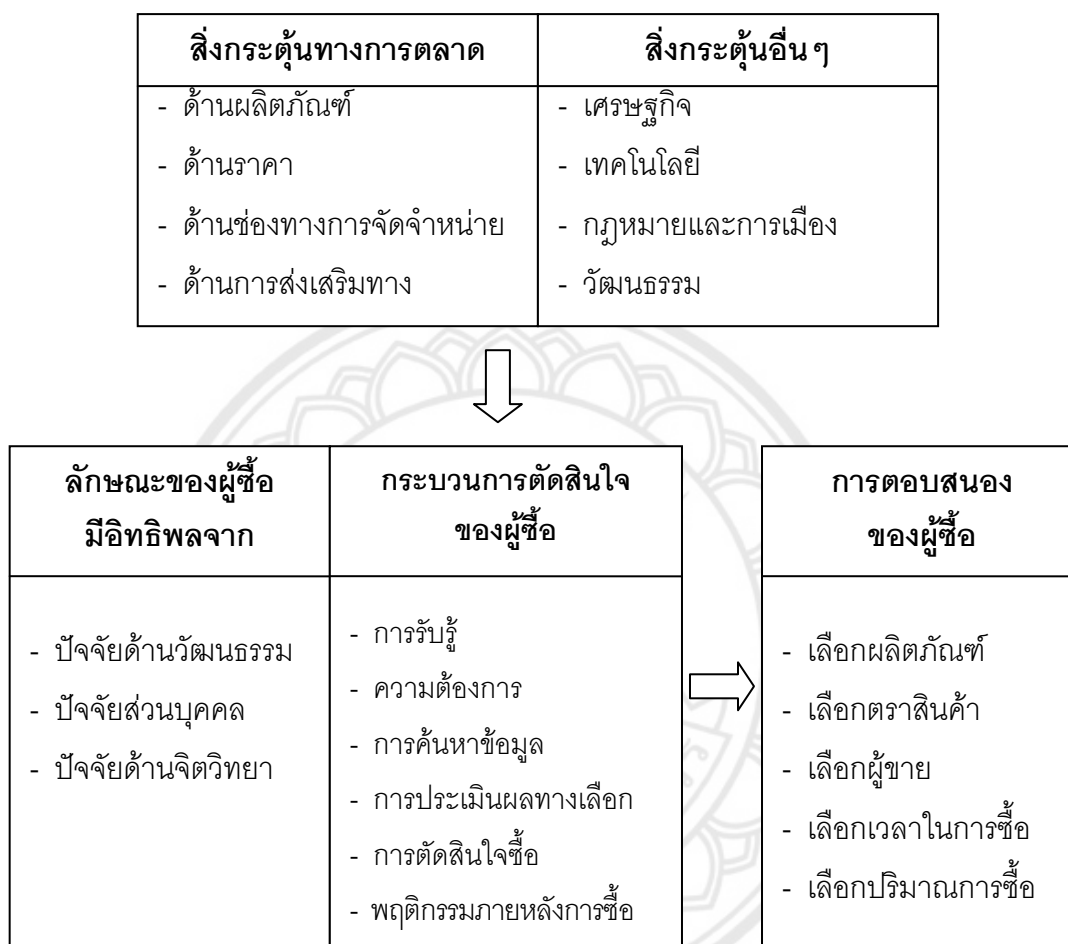 สิ่งกระตุ้นทางการตลาด
- ด้านผลิตภัณฑ์
- ด้านราคา
- ด้านช่องทางการจัดจำหน่าย
- ด้านการส่งเสริมทาง
สิ่งกระตุ้นอื่น ๆ
- เศรษฐกิจ
- เทคโนโลยี
- กฎหมายและการเมือง
- วัฒนธรรม
ลักษณะของผู้ซื้อ
มีอิทธิพลจาก
- ปัจจัยด้านวัฒนธรรม
- ปัจจัยส่วนบุคคล
- ปัจจัยด้านจิตวิทยา
กระบวนการตัดสินใจ
ของผู้ซื้อ
- การรับรู้
- ความต้องการ
- การค้นหาข้อมูล
- การประเมินผลทางเลือก
- การตัดสินใจซื้อ
- พฤติกรรมภายหลังการซื้อ
การตอบสนอง
ของผู้ซื้อ
- เลือกผลิตภัณฑ์
- เลือกตราสินค้า
- เลือกผู้ขาย
- เลือกเวลาในการซื้อ
- เลือกปริมาณการซื้อ